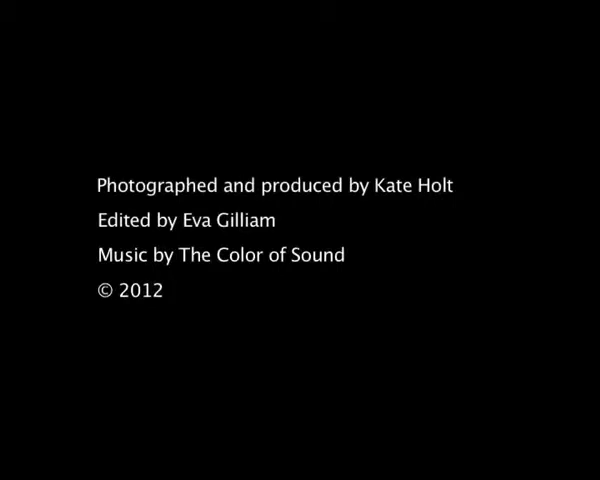 Photographed and produced by Kate Holt
Edited by Eva Gilliam
Music by The Color of Sound
© 2012